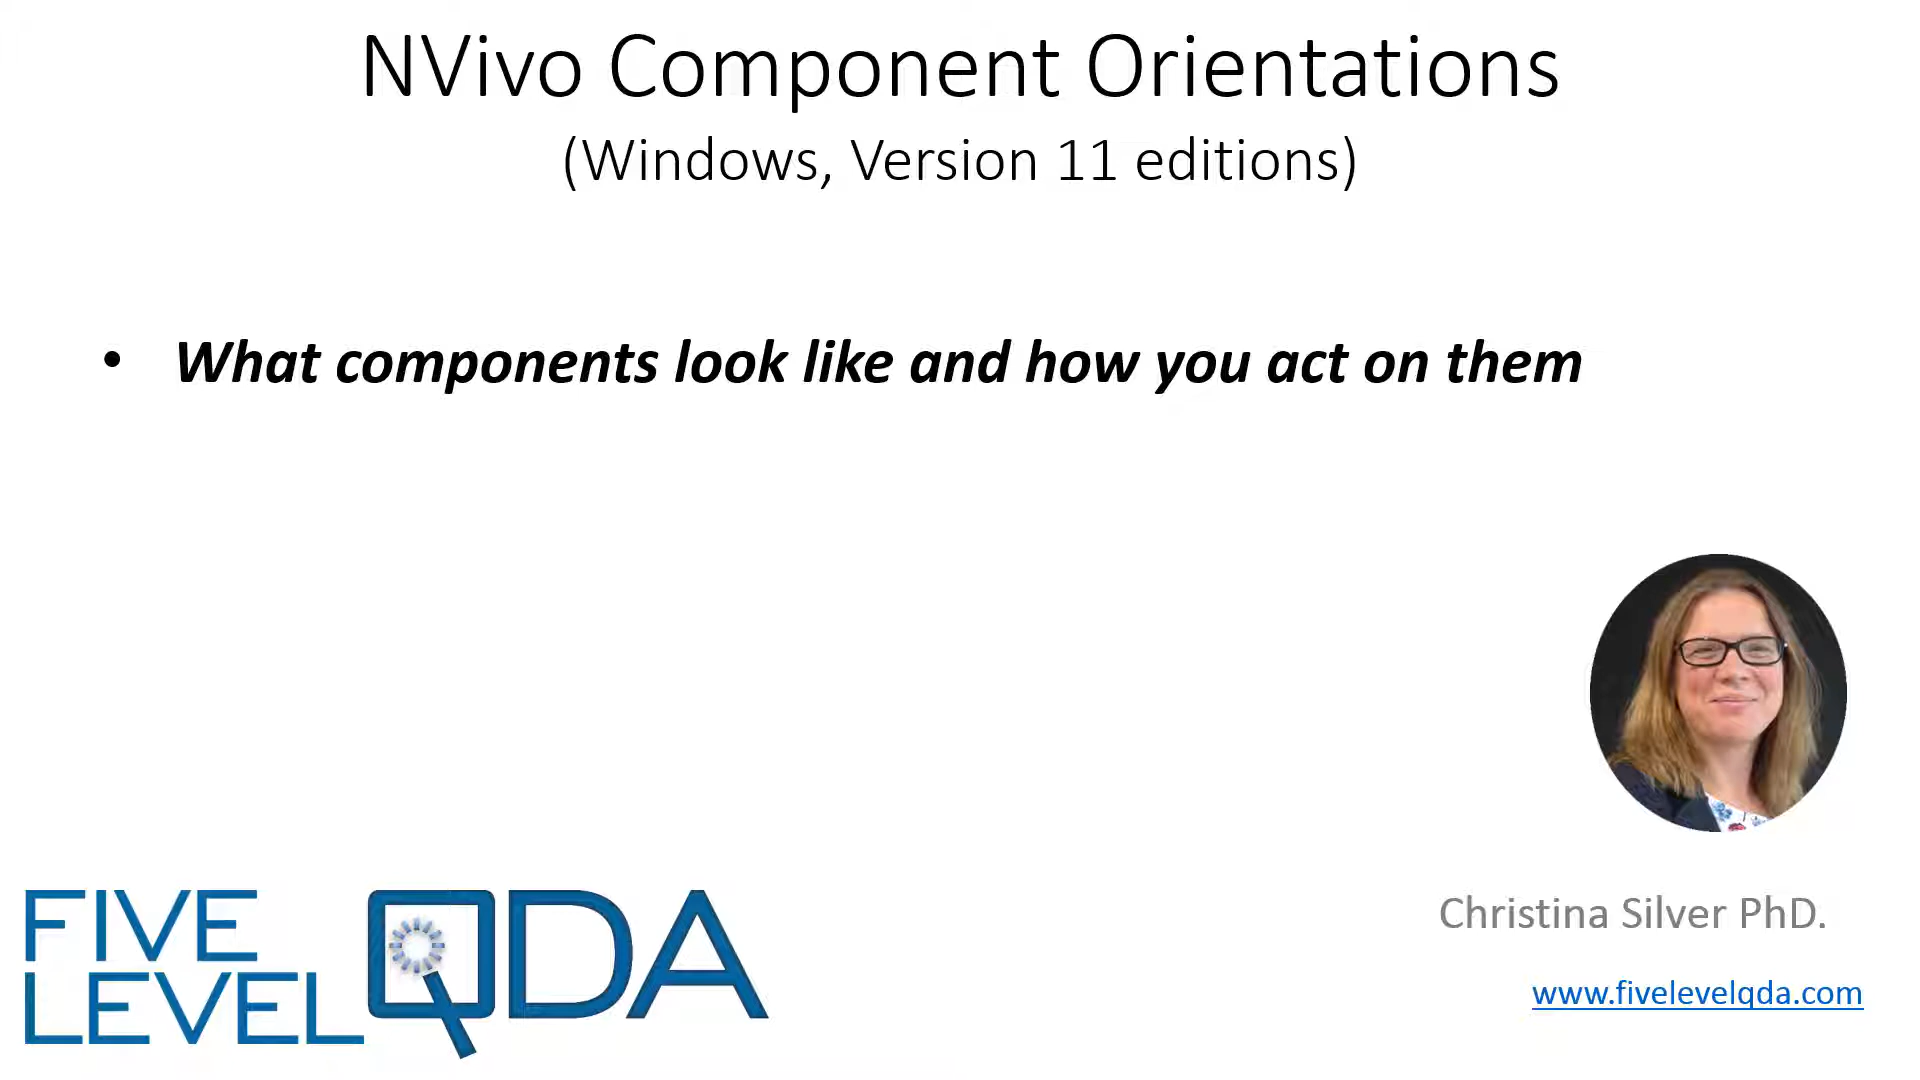 NVivo Component Orientations
(Windows, Version 11 editions)
• What components look like and how you act on them
Christina Silver PhD.
www.fivelevelqda.com
FIVE
LEVEL QDA